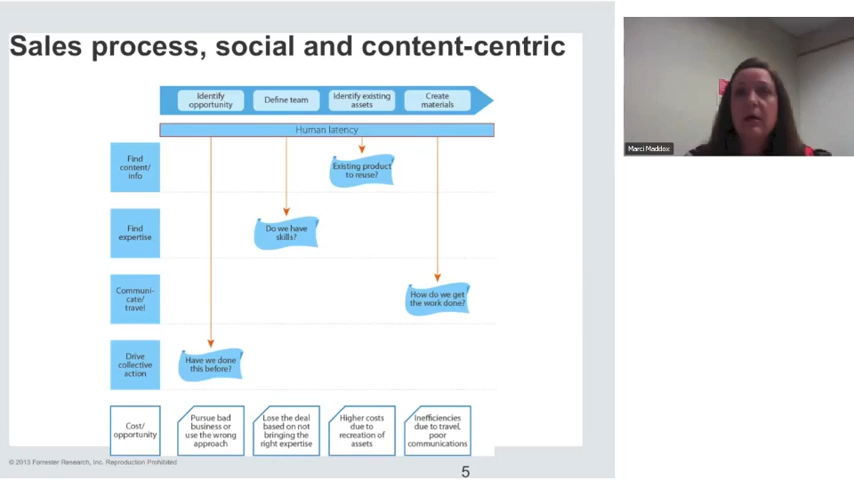 Sales process, social and content-centric
Identify
opportunity
Define team
Identify existing
assets
Create
materials
Human latency
Find
content/
info
Existing product
to reuse?
Find
expertise
Do we have
skills?
Communi-
cate/
travel
How do we get
the work done?
Drive
collective
action
Have we done
this before?
Cost/
opportunity
Pursue bad
business or
use the wrong
approach
Lose the deal
based on not
bringing the
right expertise
Higher costs
due to
recreation of
assets
Inefficiencies
due to travel,
poor
communications
© 2013 Forrester Research, Inc. Reproduction Prohibited
5
Marci Maddox